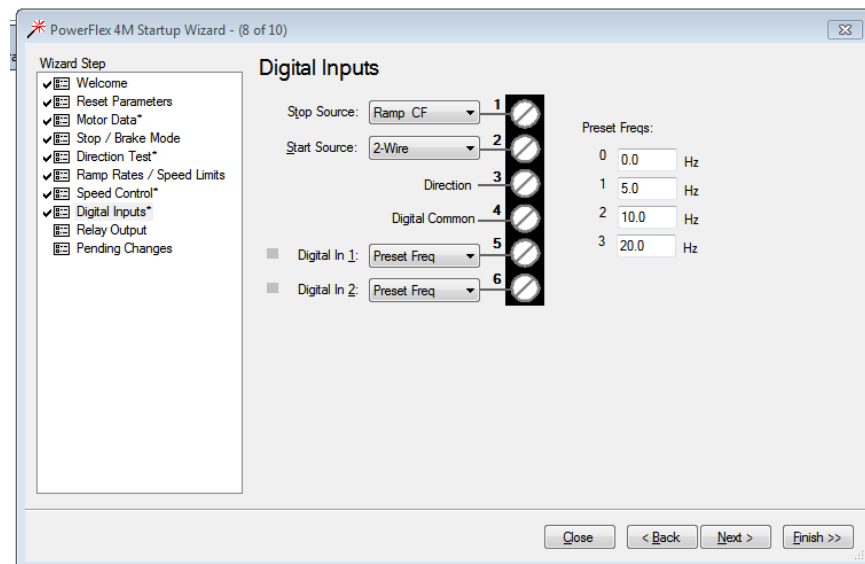 PowerFlex 4M Startup Wizard - (8 of 10)
Wizard Step
Welcome
Reset Parameters
Motor Data*
Stop / Brake Mode
Direction Test*
Ramp Rates / Speed Limits
Speed Control*
Digital Inputs*
Relay Output
Pending Changes
Digital Inputs
Stop Source: Ramp CF 1
Start Source: 2-Wire 2
Direction 3
Digital Common 4
Digital In 1: Preset Freq 5
Digital In 2: Preset Freq 6
Preset Freqs:
0 0.0 Hz
1 5.0 Hz
2 10.0 Hz
3 20.0 Hz
Close < Back Next > Finish >>